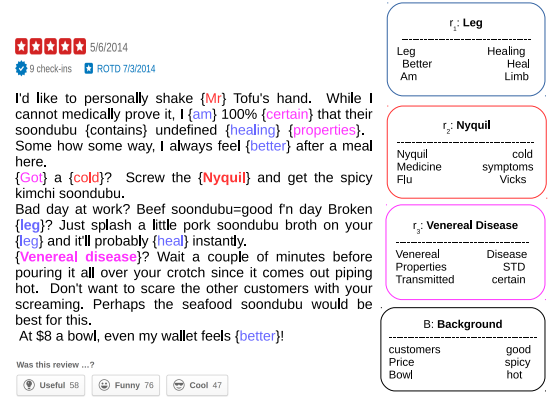 5/6/2014
9 check-ins ROTD 7/3/2014
I'd like to personally shake {Mr} Tofu's hand. While I
cannot medically prove it, I {am} 100% {certain} that their
soondubu {contains} undefined {healing} {properties}.
Some how some way, I always feel {better} after a meal
here.
{Got} a {cold}? Screw the {Nyquil} and get the spicy
kimchi soondubu.
Bad day at work? Beef soondubu=good f'n day Broken
{leg}? Just splash a little pork soondubu broth on your
{leg} and it'll probably {heal} instantly.
{Venereal disease}? Wait a couple of minutes before
pouring it all over your crotch since it comes out piping
hot. Don't want to scare the other customers with your
screaming. Perhaps the seafood soondubu would be
best for this.
At $8 a bowl, even my wallet feels {better}!
Was this review ...?
Useful 58 Funny 76 Cool 47
r1: Leg
Leg Healing
Better Heal
Am Limb
r2: Nyquil
Nyquil cold
Medicine symptoms
Flu Vicks
r3: Venereal Disease
Venereal Disease
Properties STD
Transmitted certain
B: Background
customers good
Price spicy
Bowl hot